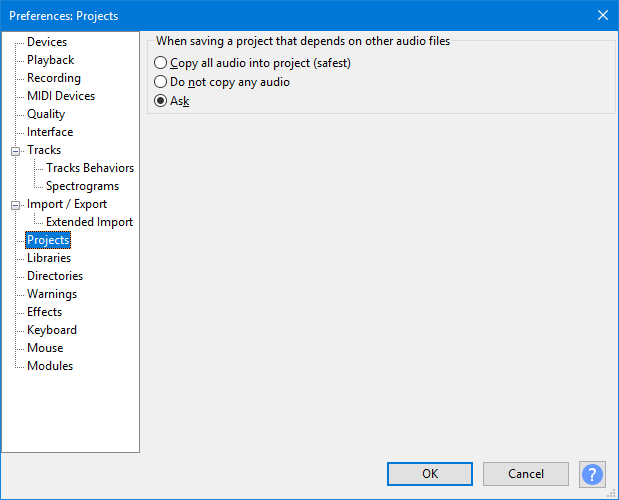 Preferences: Projects
Devices
Playback
Recording
MIDI Devices
Quality
Interface
Tracks
Tracks Behaviors
Spectrograms
Import / Export
Extended Import
Projects
Libraries
Directories
Warnings
Effects
Keyboard
Mouse
Modules
When saving a project that depends on other audio files
Copy all audio into project (safest)
Do not copy any audio
Ask
OK
Cancel
?